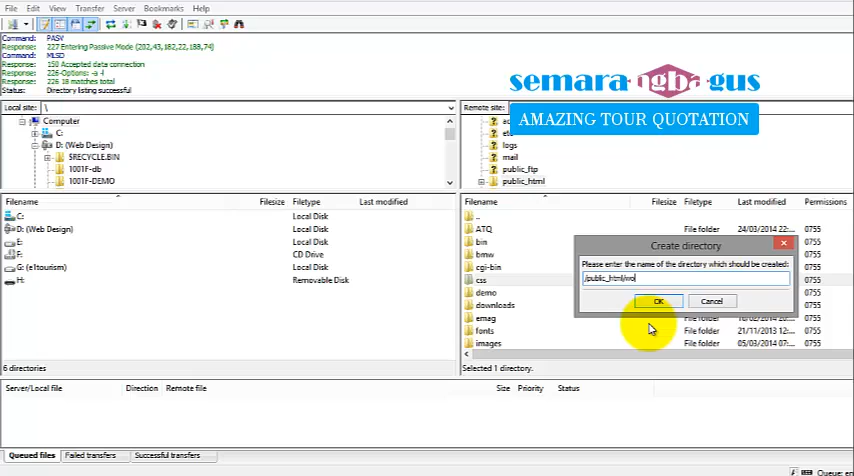 File Edit View Transfer Server Bookmarks Help
Command: PASV
Response: 227 Entering Passive Mode (202,43,182,22,188,74)
Command: MLSD
Response: 150 Accepted data connection
Response: 226-Options: -a -l
Response: 226 18 matches total
Status: Directory listing successful
semarangbagus
AMAZING TOUR QUOTATION
Local site: \
Remote site:
Computer
C:
D: (Web Design)
$RECYCLE.BIN
1001F-db
1001F-DEMO
etc
logs
mail
public_ftp
public_html
Filename Filesize Filetype Last modified
C: Local Disk
D: (Web Design) Local Disk
E: Local Disk
F: CD Drive
G: (e1tourism) Local Disk
H: Removable Disk
6 directories
Filename Filesize Filetype Last modified Permissions
..
ATQ File folder 24/03/2014 22:... 0755
bin 0755
bmw 0755
cgi-bin 0755
css 0755
demo 0755
downloads 0755
emag File folder 0755
fonts File folder 21/11/2013 12:... 0755
images File folder 05/03/2014 07:... 0755
Selected 1 directory.
Create directory
Please enter the name of the directory which should be created:
/public_html/wo
OK Cancel
Server/Local file Direction Remote file Size Priority Status
Queued files Failed transfers Successful transfers
Queue: em